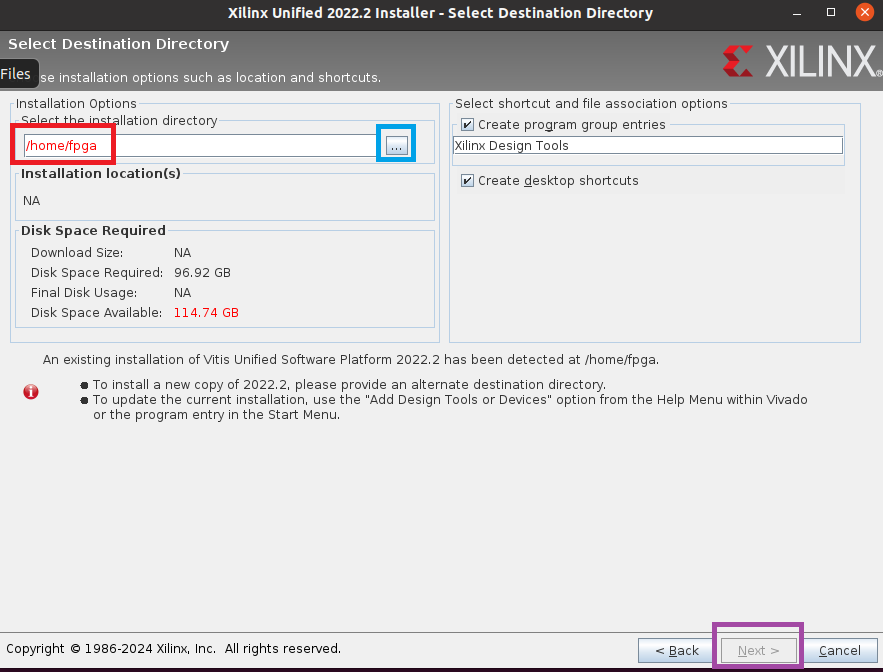 Xilinx Unified 2022.2 Installer - Select Destination Directory
Select Destination Directory
Files
se installation options such as location and shortcuts.
XILINX®
Installation Options
Select the installation directory
/home/fpga
...
Installation location(s)
NA
Disk Space Required
Download Size: NA
Disk Space Required: 96.92 GB
Final Disk Usage: NA
Disk Space Available: 114.74 GB
Select shortcut and file association options
Create program group entries
Xilinx Design Tools
Create desktop shortcuts
An existing installation of Vitis Unified Software Platform 2022.2 has been detected at /home/fpga.
● To install a new copy of 2022.2, please provide an alternate destination directory.
● To update the current installation, use the "Add Design Tools or Devices" option from the Help Menu within Vivado
or the program entry in the Start Menu.
Copyright © 1986-2024 Xilinx, Inc. All rights reserved.
< Back
Next >
Cancel